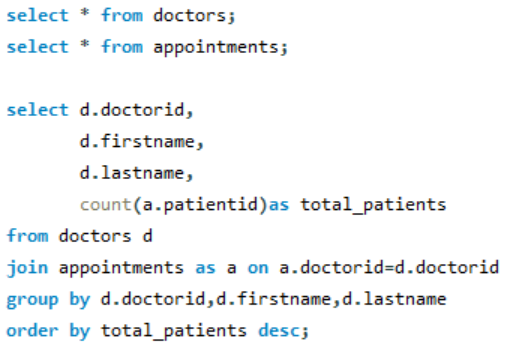 select * from doctors;
select * from appointments;
select d.doctorid,
d.firstname,
d.lastname,
count(a.patientid)as total_patients
from doctors d
join appointments as a on a.doctorid=d.doctorid
group by d.doctorid,d.firstname,d.lastname
order by total_patients desc;